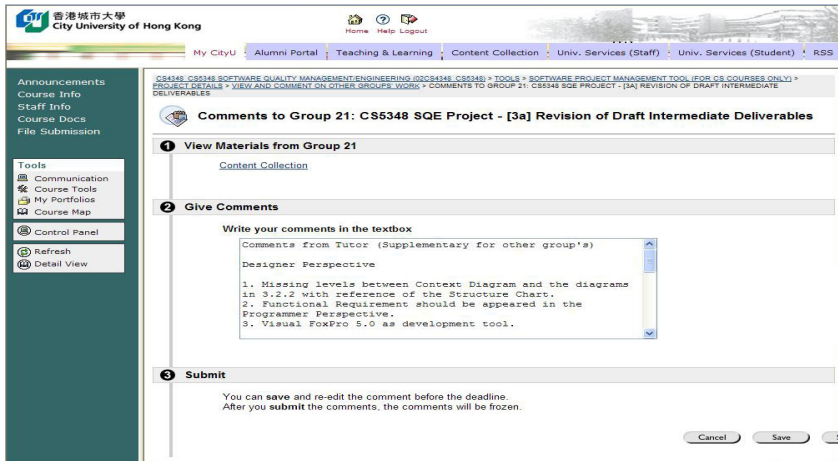 香港城市大學
City University of Hong Kong
Home Help Logout
My CityU Alumni Portal Teaching & Learning Content Collection Univ. Services (Staff) Univ. Services (Student) RSS
Announcements
Course Info
Staff Info
Course Docs
File Submission
Tools
Communication
Course Tools
My Portfolios
Course Map
Control Panel
Refresh
Detail View
CS4348_CS5348 SOFTWARE QUALITY MANAGEMENT/ENGINEERING (02CS4348_CS5348) > TOOLS > SOFTWARE PROJECT MANAGEMENT TOOL (FOR CS COURSES ONLY) >
PROJECT DETAILS > VIEW AND COMMENT ON OTHER GROUPS' WORK > COMMENTS TO GROUP 21: CS5348 SQE PROJECT - [3A] REVISION OF DRAFT INTERMEDIATE
DELIVERABLES
Comments to Group 21: CS5348 SQE Project - [3a] Revision of Draft Intermediate Deliverables
1 View Materials from Group 21
Content Collection
2 Give Comments
Write your comments in the textbox
Comments from Tutor (Supplementary for other group's)
Designer Perspective
1. Missing levels between Context Diagram and the diagrams
in 3.2.2 with reference of the Structure Chart.
2. Functional Requirement should be appeared in the
Programmer Perspective.
3. Visual FoxPro 5.0 as development tool.
3 Submit
You can save and re-edit the comment before the deadline.
After you submit the comments, the comments will be frozen.
Cancel Save